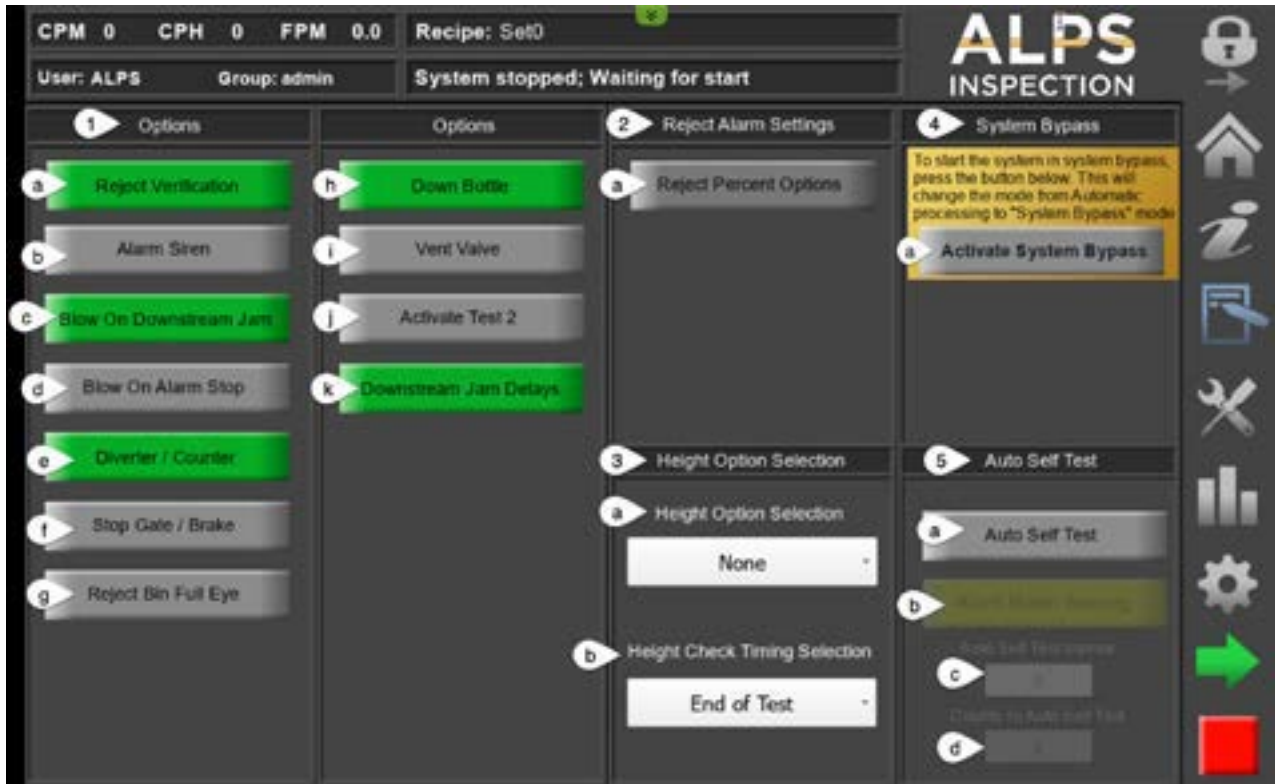 CPM 0 CPH 0 FPM 0.0 Recipe: Set0
User: ALPS Group: admin System stopped; Waiting for start
ALPS
INSPECTION
1 Options
a Reject Verification
b Alarm Siren
c Blow On Downstream Jam
d Blow On Alarm Stop
e Diverter / Counter
f Stop Gate / Brake
g Reject Bin Full Eye
Options
h Down Bottle
i Vent Valve
j Activate Test 2
k Downstream Jam Delays
2 Reject Alarm Settings
a Reject Percent Options
3 Height Option Selection
a Height Option Selection
None
b Height Check Timing Selection
End of Test
4 System Bypass
To start the system in system bypass,
press the button below. This will
change the mode from Automatic
processing to "System Bypass" mode
a Activate System Bypass
5 Auto Self Test
a Auto Self Test
b
c
d